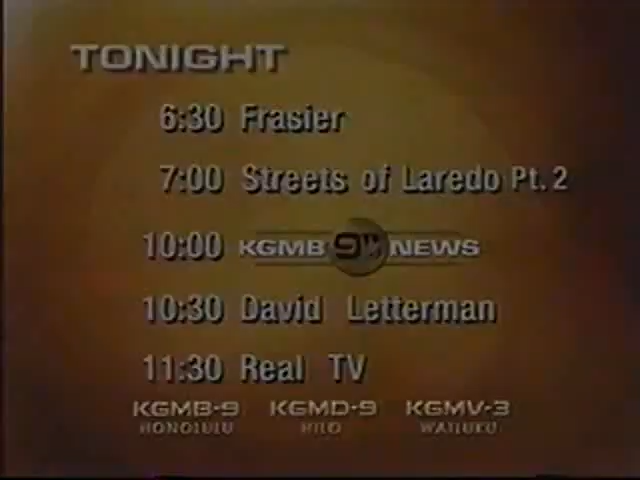 TONIGHT
6:30 Frasier
7:00 Streets of Laredo Pt. 2
10:00 KGMB 9 NEWS
10:30 David Letterman
11:30 Real TV
KGMB-9 KGMD-9 KGMV-3
HONOLULU HILO WAILUKU